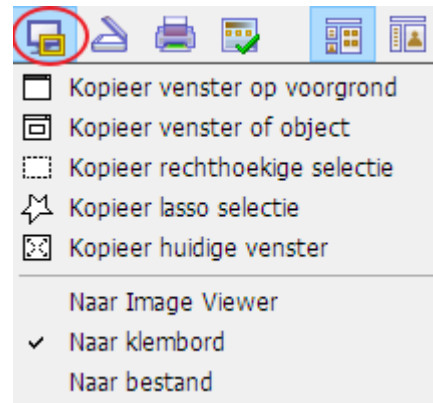 Kopieer venster op voorgrond
Kopieer venster of object
Kopieer rechthoekige selectie
Kopieer lasso selectie
Kopieer huidige venster
Naar Image Viewer
Naar klembord
Naar bestand